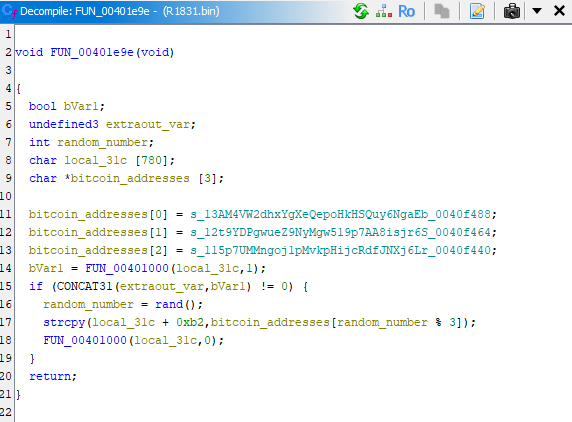 Decompile: FUN_00401e9e - (R1831.bin)
Ro
1
2 void FUN_00401e9e(void)
3
4 {
5 bool bVar1;
6 undefined3 extraout_var;
7 int random_number;
8 char local_31c [780];
9 char *bitcoin_addresses [3];
10
11 bitcoin_addresses[0] = s_13AM4VW2dhxYgXeQepoHkHSQuy6NgaEb_0040f488;
12 bitcoin_addresses[1] = s_12t9YDPgwueZ9NyMgw519p7AA8isjr6S_0040f464;
13 bitcoin_addresses[2] = s_115p7UMMngoj1pMvkpHijcRdfJNXj6Lr_0040f440;
14 bVar1 = FUN_00401000(local_31c,1);
15 if (CONCAT31(extraout_var,bVar1) != 0) {
16 random_number = rand();
17 strcpy(local_31c + 0xb2,bitcoin_addresses[random_number % 3]);
18 FUN_00401000(local_31c,0);
19 }
20 return;
21 }
22